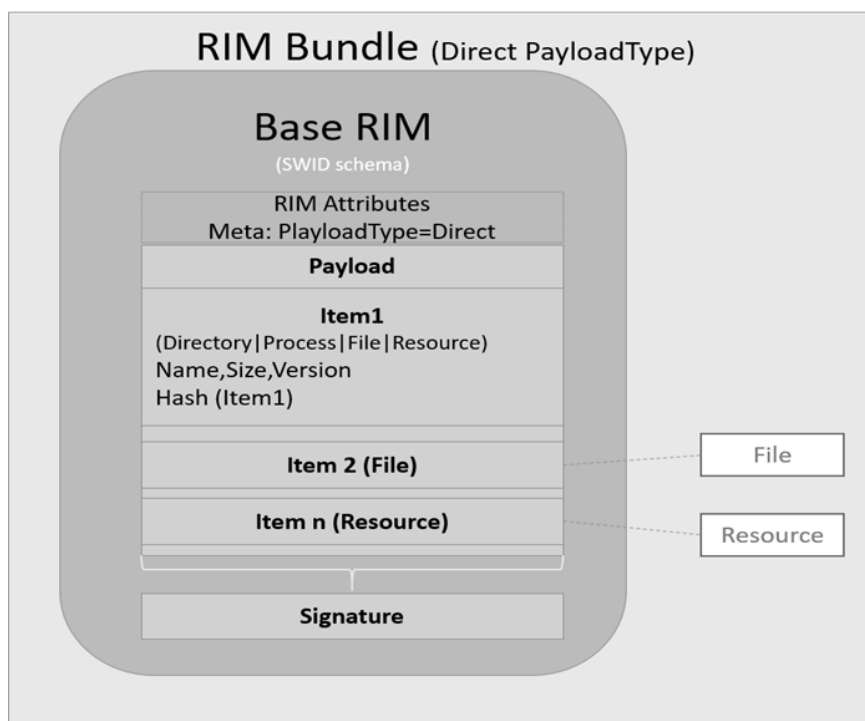 RIM Bundle (Direct PayloadType)
Base RIM
(SWID schema)
RIM Attributes
Meta: PlayloadType=Direct
Payload
Item1
(Directory|Process|File|Resource)
Name,Size,Version
Hash (Item1)
Item 2 (File)
File
Item n (Resource)
Resource
Signature